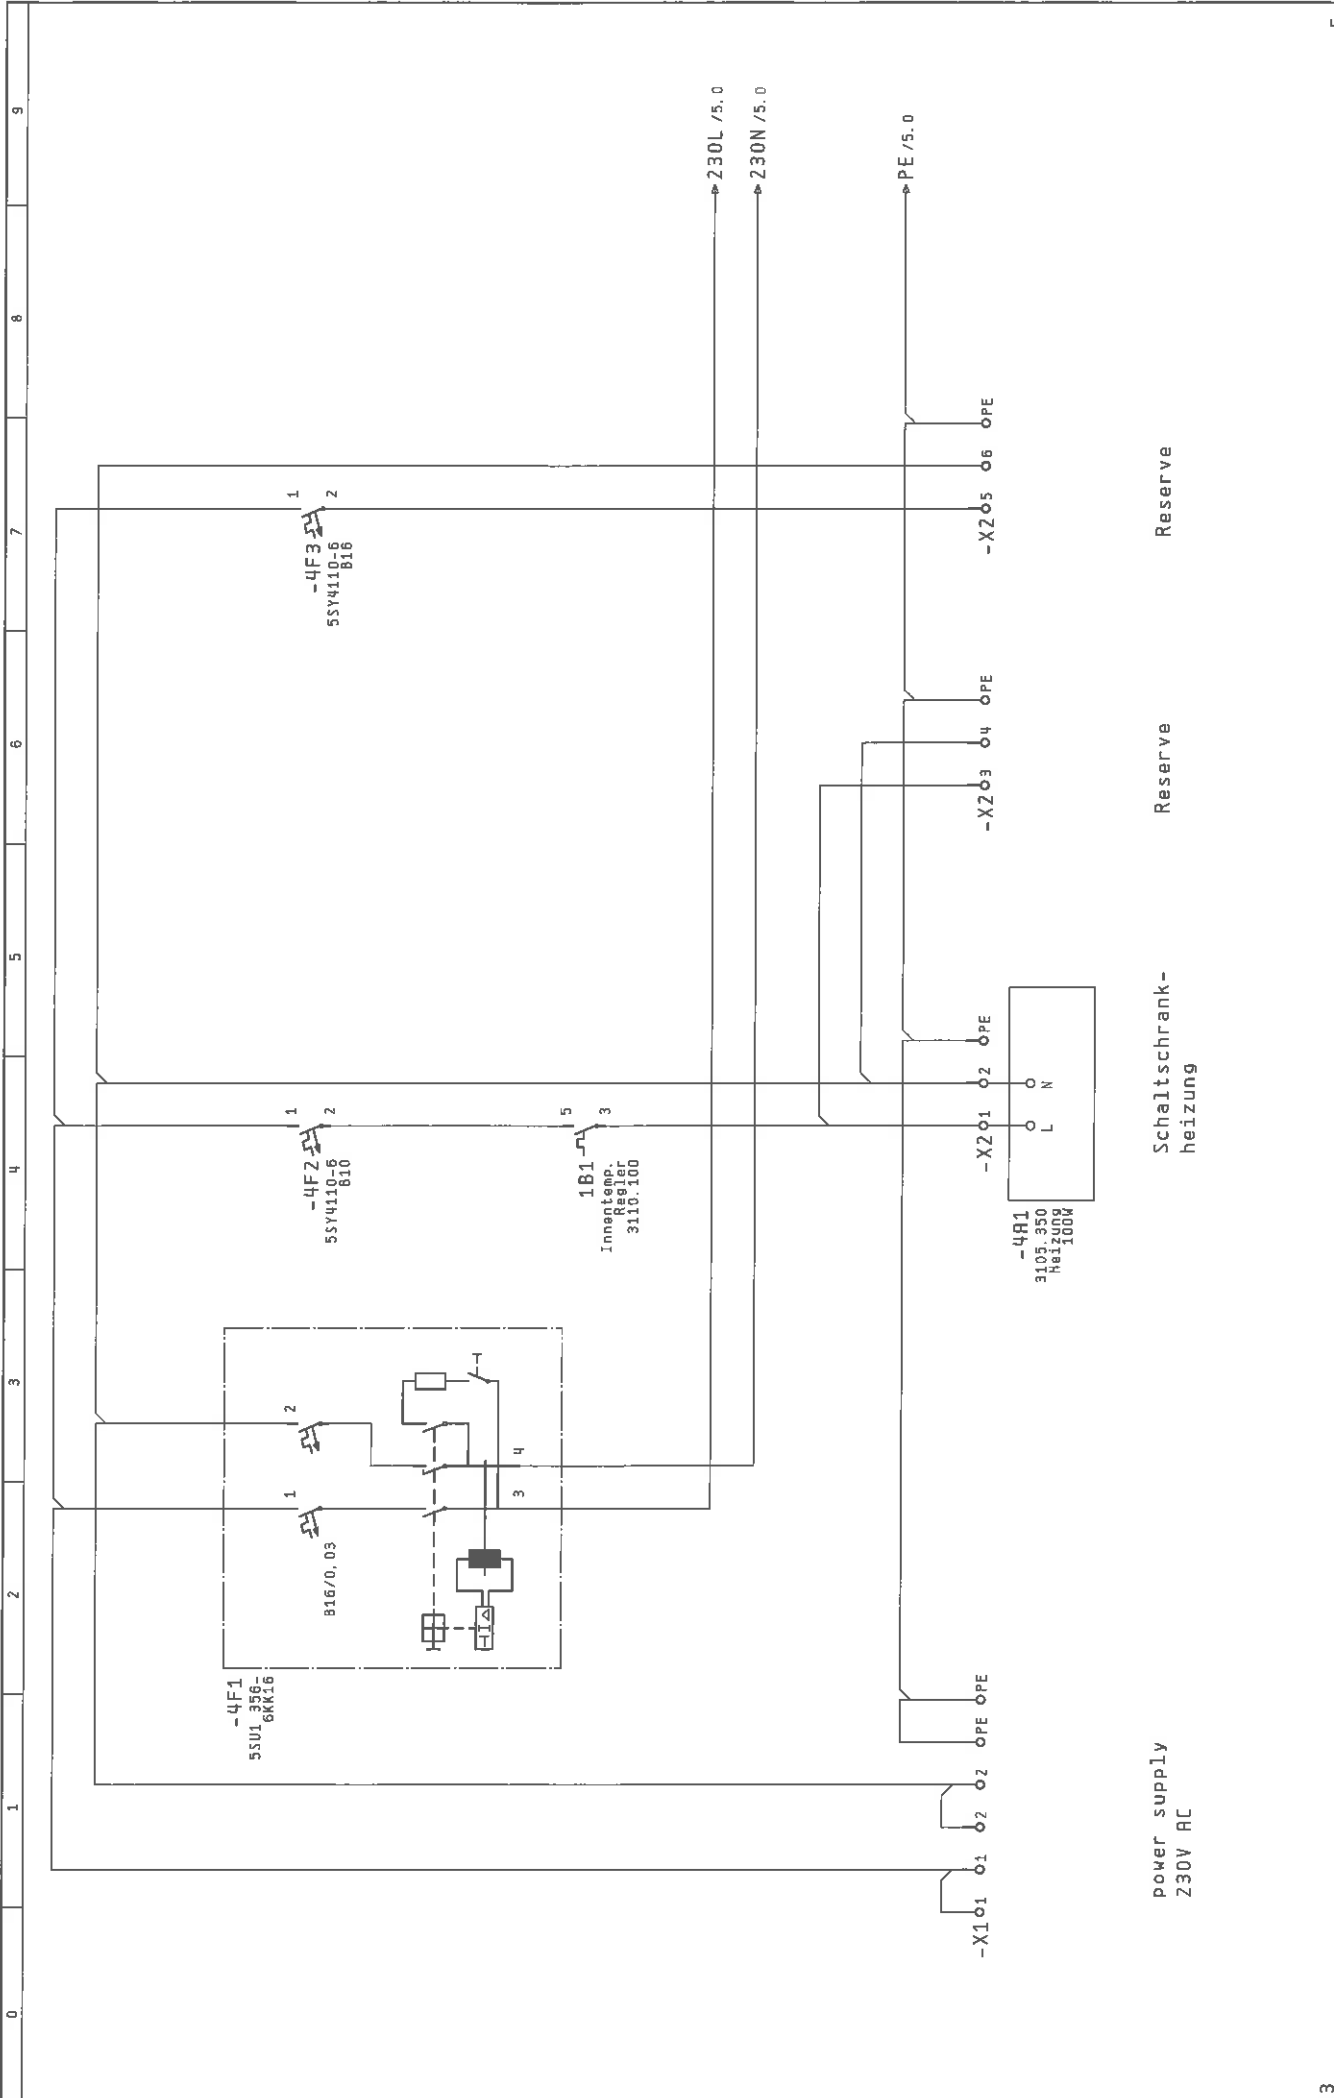 0
1
2
3
4
5
6
7
8
9
-4F1
5SU1 356-
6KK16
1
2
B16/0,03
3
4
-4F2
5SY4110-6
B10
1
2
1B1
Innentemp.
Regler
3110.100
5
3
-4F3
5SY4110-6
B16
1
2
230L /5.0
230N /5.0
PE /5.0
-X1
1
1
2
2
PE
PE
-X2
1
2
PE
L
N
-4A1
3105.350
Heizung
100W
-X2
3
4
PE
-X2
5
6
PE
power supply
230V AC
Schaltschrank-
heizung
Reserve
Reserve
3